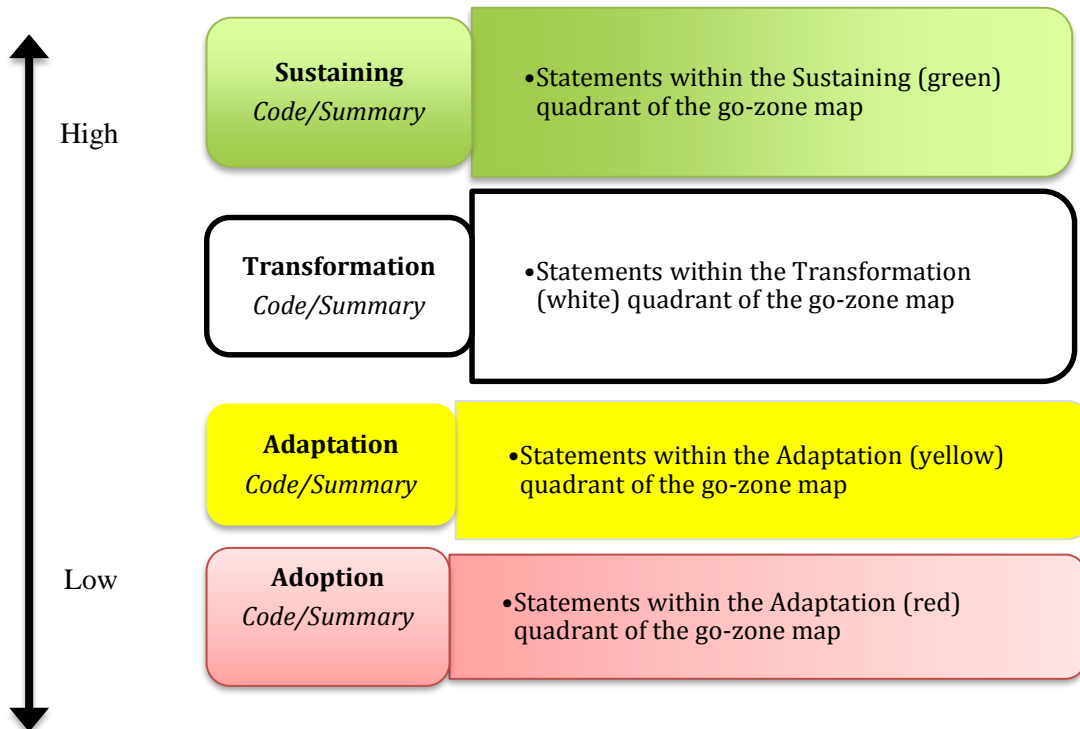 High
Sustaining
Code/Summary
•Statements within the Sustaining (green)
quadrant of the go-zone map
Transformation
Code/Summary
•Statements within the Transformation
(white) quadrant of the go-zone map
Adaptation
Code/Summary
•Statements within the Adaptation (yellow)
quadrant of the go-zone map
Low
Adoption
Code/Summary
•Statements within the Adaptation (red)
quadrant of the go-zone map